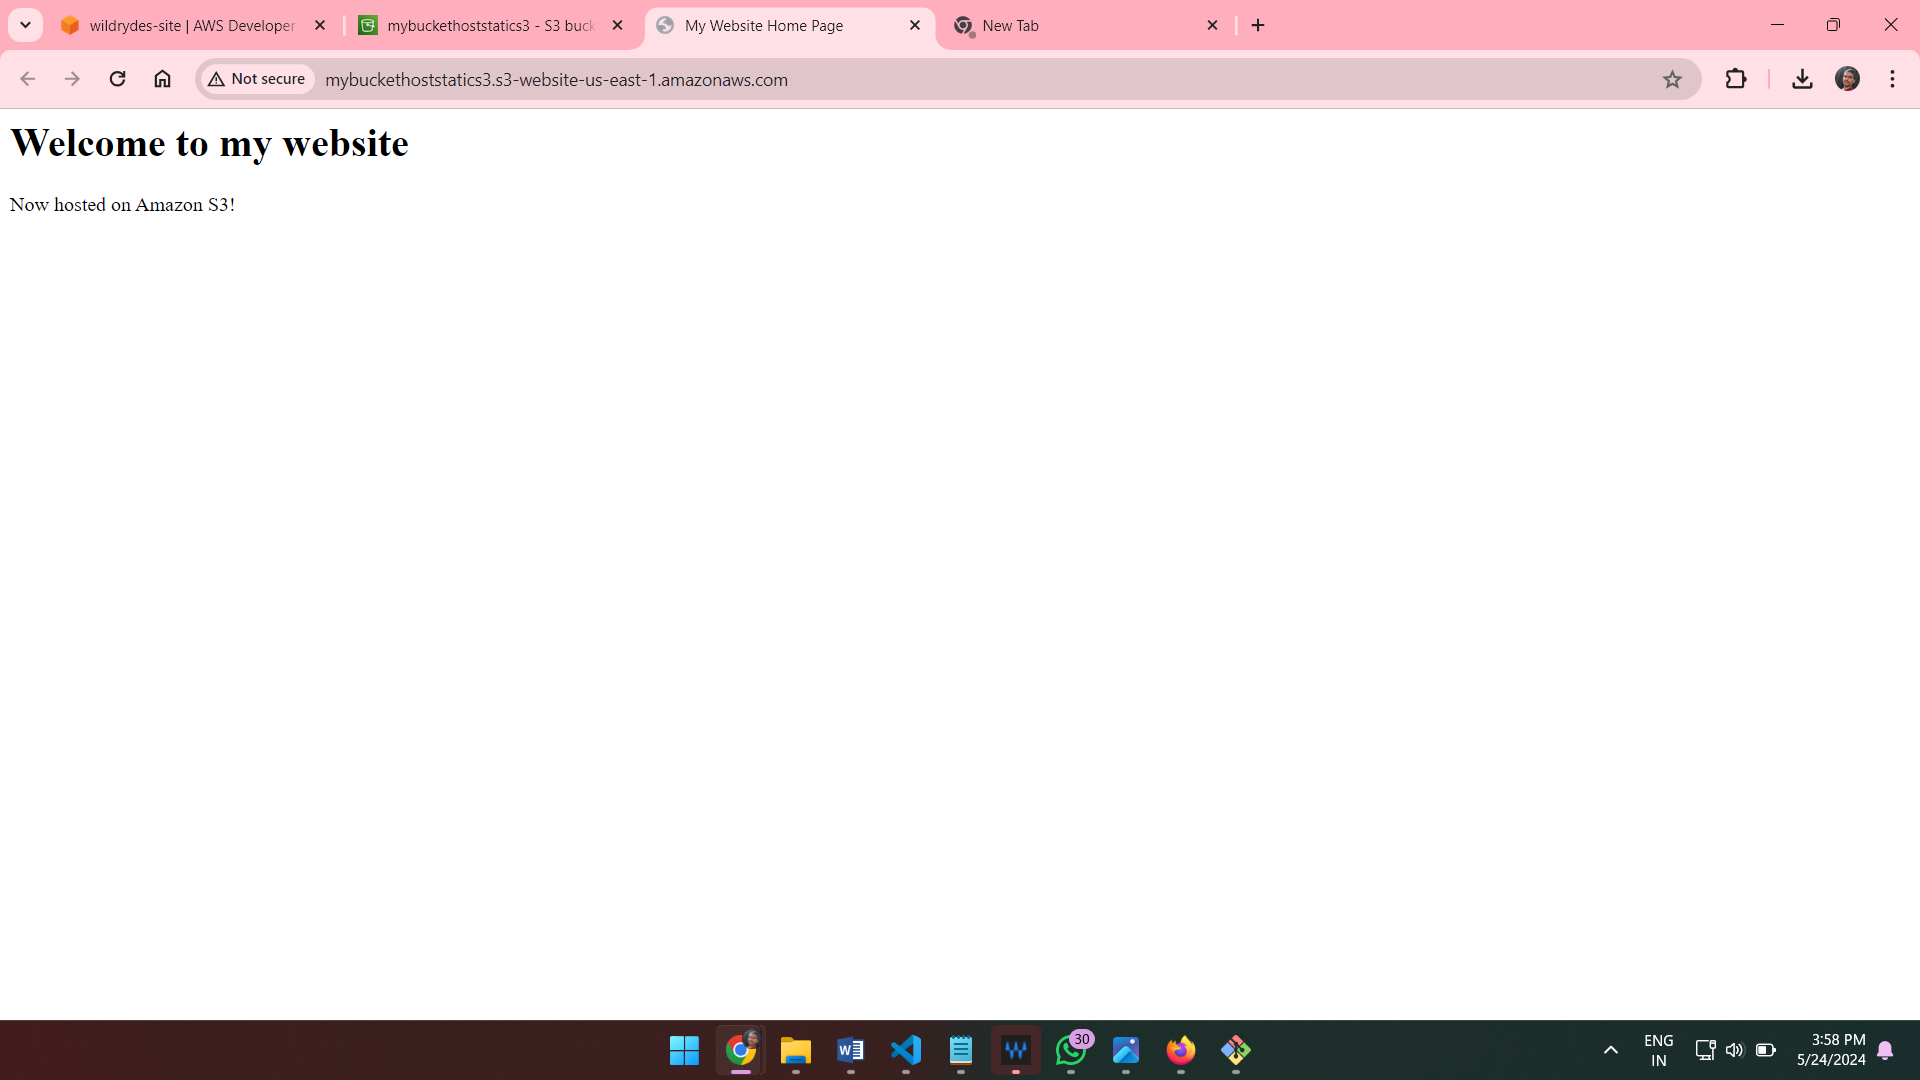 wildrydes-site | AWS Developer
mybuckethoststatics3 - S3 buck
My Website Home Page
New Tab
Not secure
mybuckethoststatics3.s3-website-us-east-1.amazonaws.com
Welcome to my website
Now hosted on Amazon S3!
30
ENG
IN
3:58 PM
5/24/2024